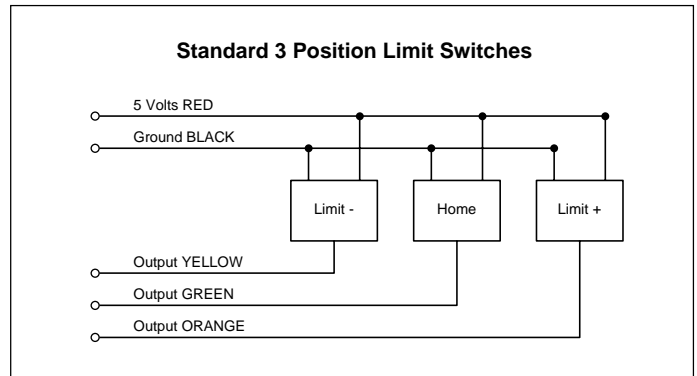 Standard 3 Position Limit Switches
5 Volts RED
Ground BLACK
Limit -
Home
Limit +
Output YELLOW
Output GREEN
Output ORANGE